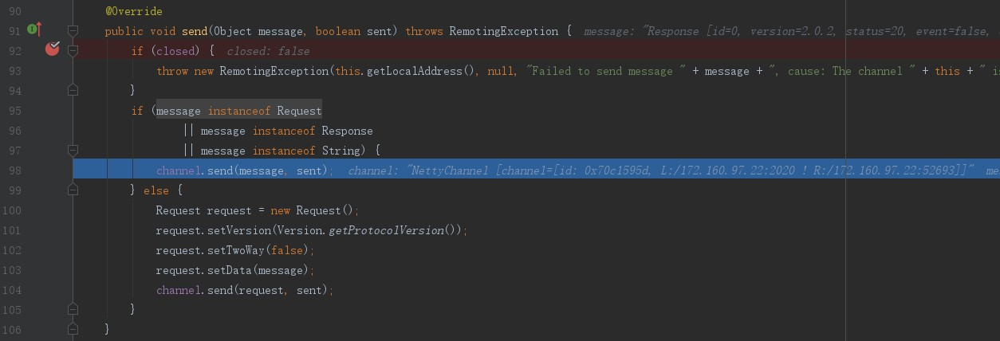 90 @Override
91 public void send(Object message, boolean sent) throws RemotingException { message: "Response [id=0, version=2.0.2, status=20, event=false,
92 if (closed) { closed: false
93 throw new RemotingException(this.getLocalAddress(), null, "Failed to send message " + message + ", cause: The channel " + this + " is
94 }
95 if (message instanceof Request
96 || message instanceof Response
97 || message instanceof String) {
98 channel.send(message, sent); channel: "NettyChannel [channel=[id: 0x70c1595d, L:/172.160.97.22:2020 ! R:/172.160.97.22:52693]]" me
99 } else {
100 Request request = new Request();
101 request.setVersion(Version.getProtocolVersion());
102 request.setTwoWay(false);
103 request.setData(message);
104 channel.send(request, sent);
105 }
106 }